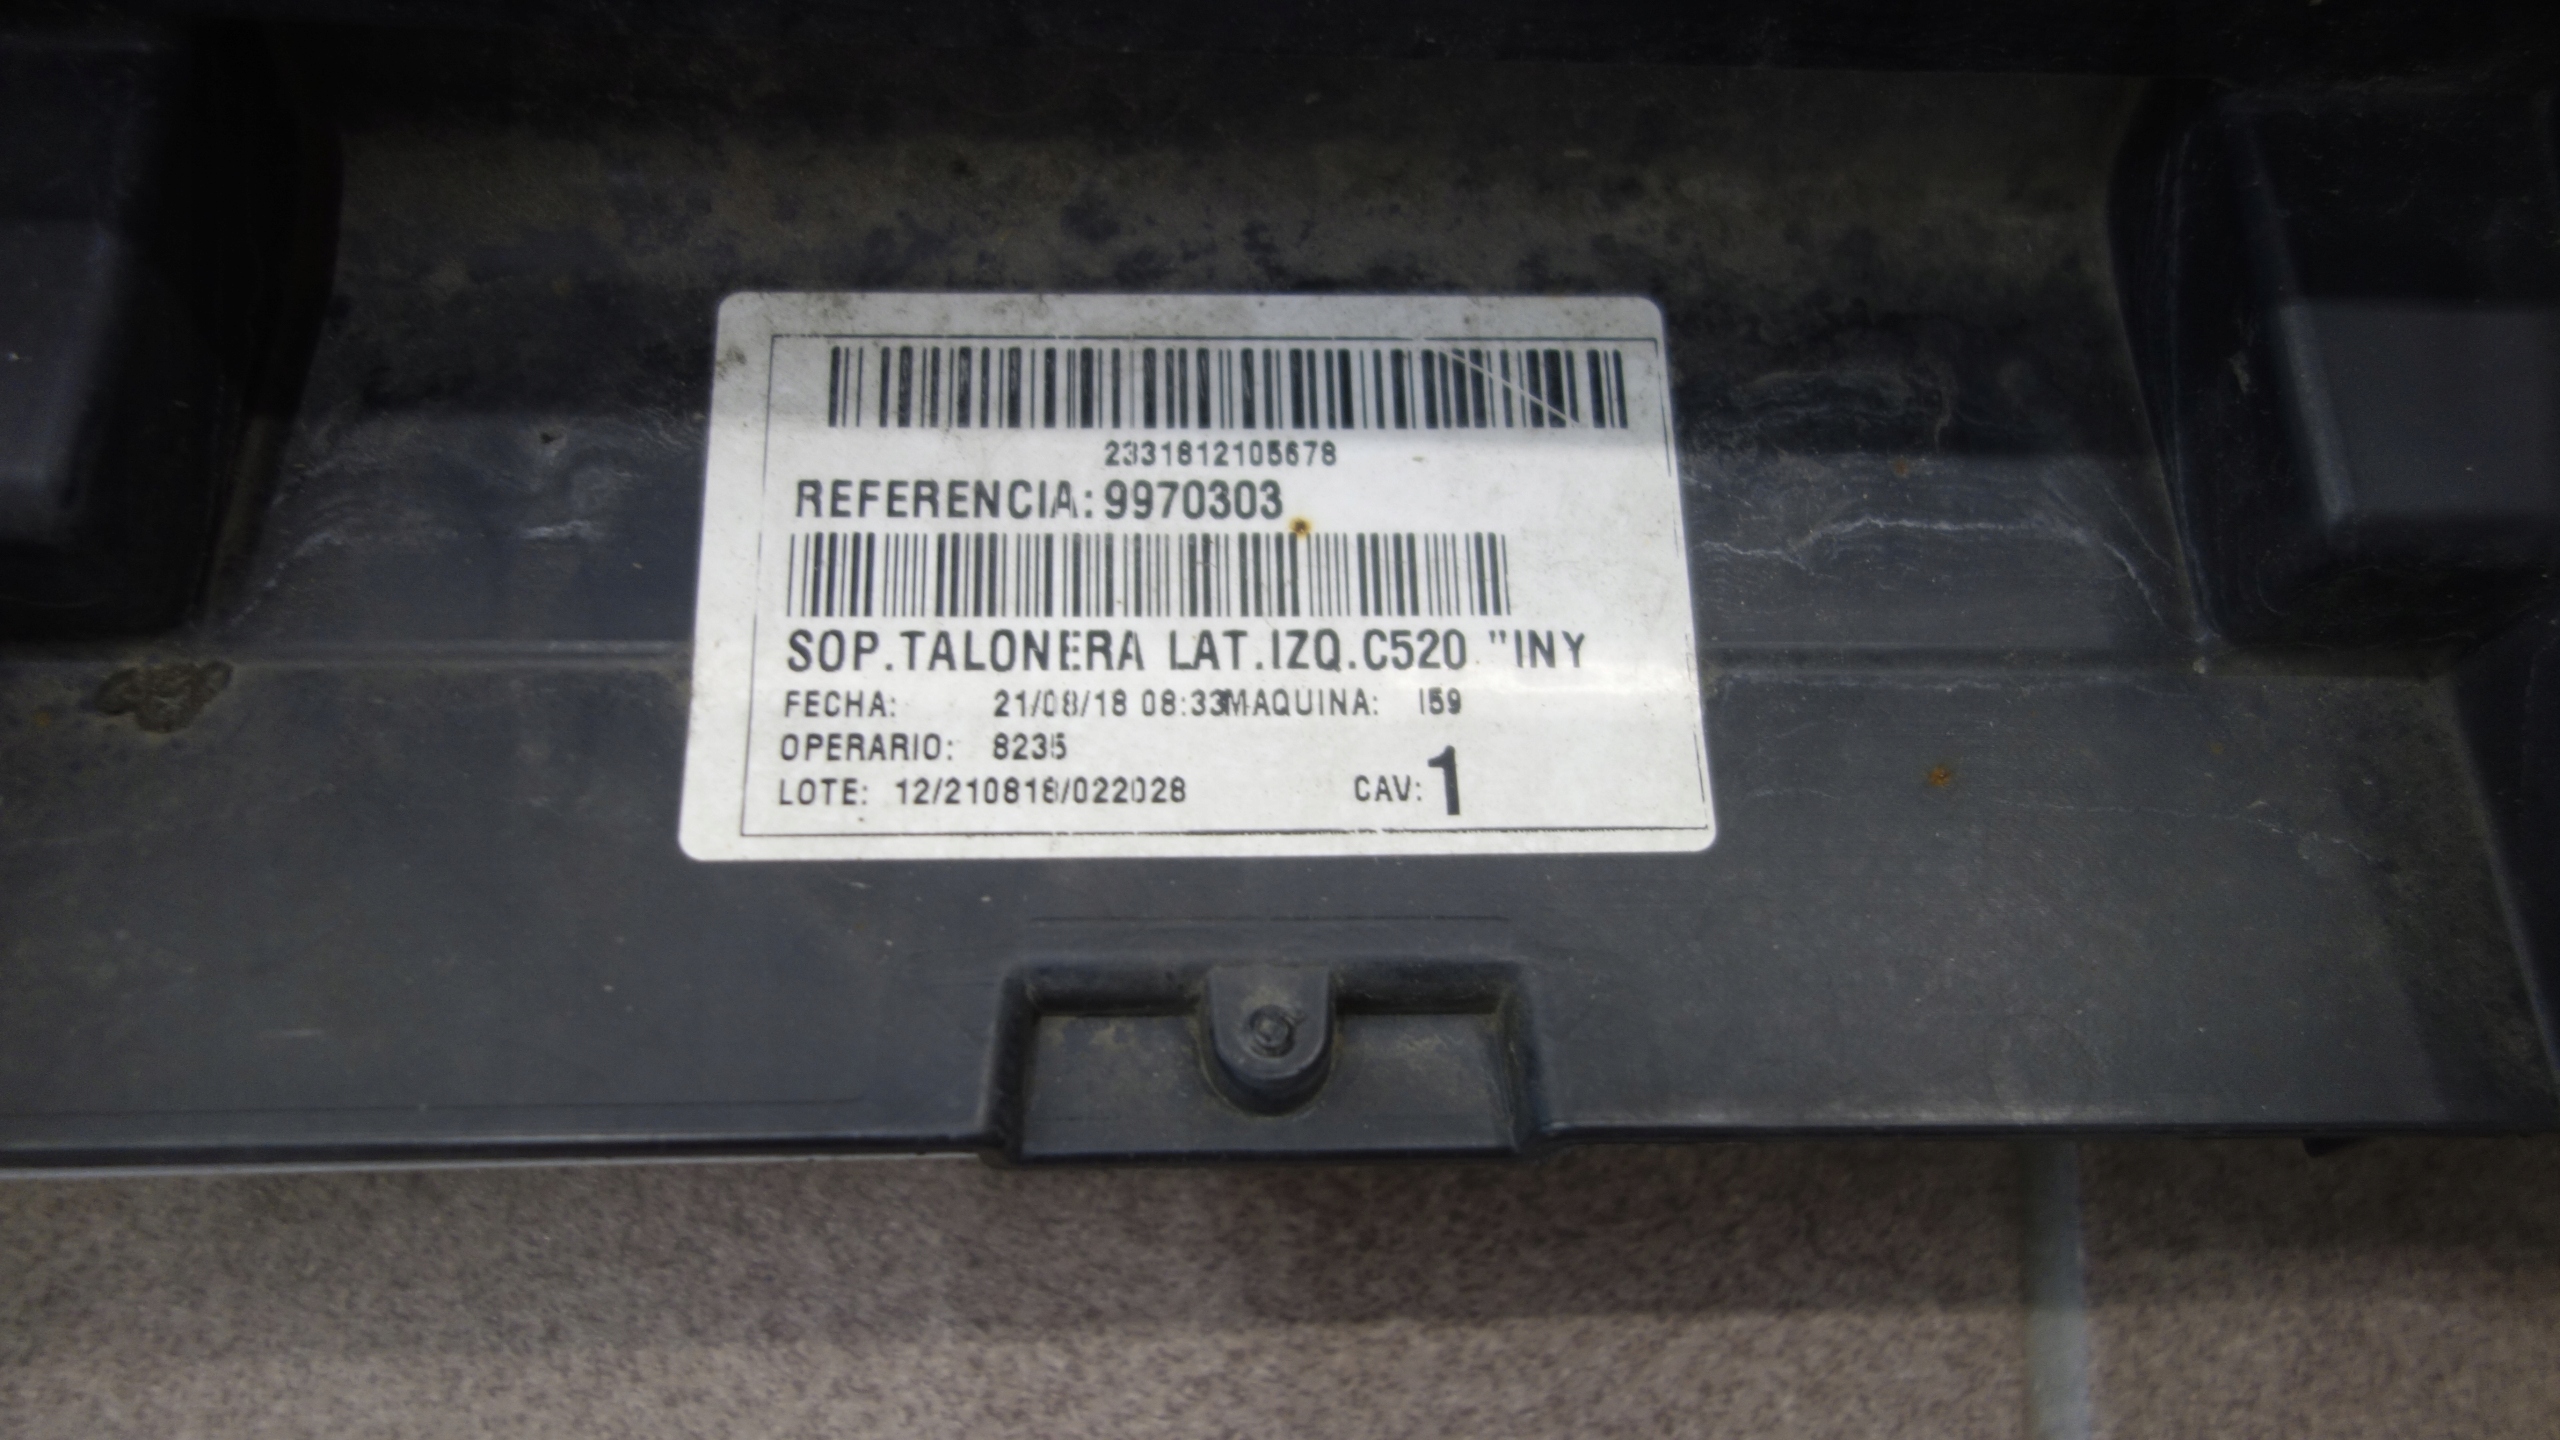 2331812105678
REFERENCIA:9970303
SOP.TALONERA LAT.IZQ.C520 "INY
FECHA: 21/08/18 08:33MAQUINA: I59
OPERARIO: 8235
LOTE: 12/210818/022028 CAV:1